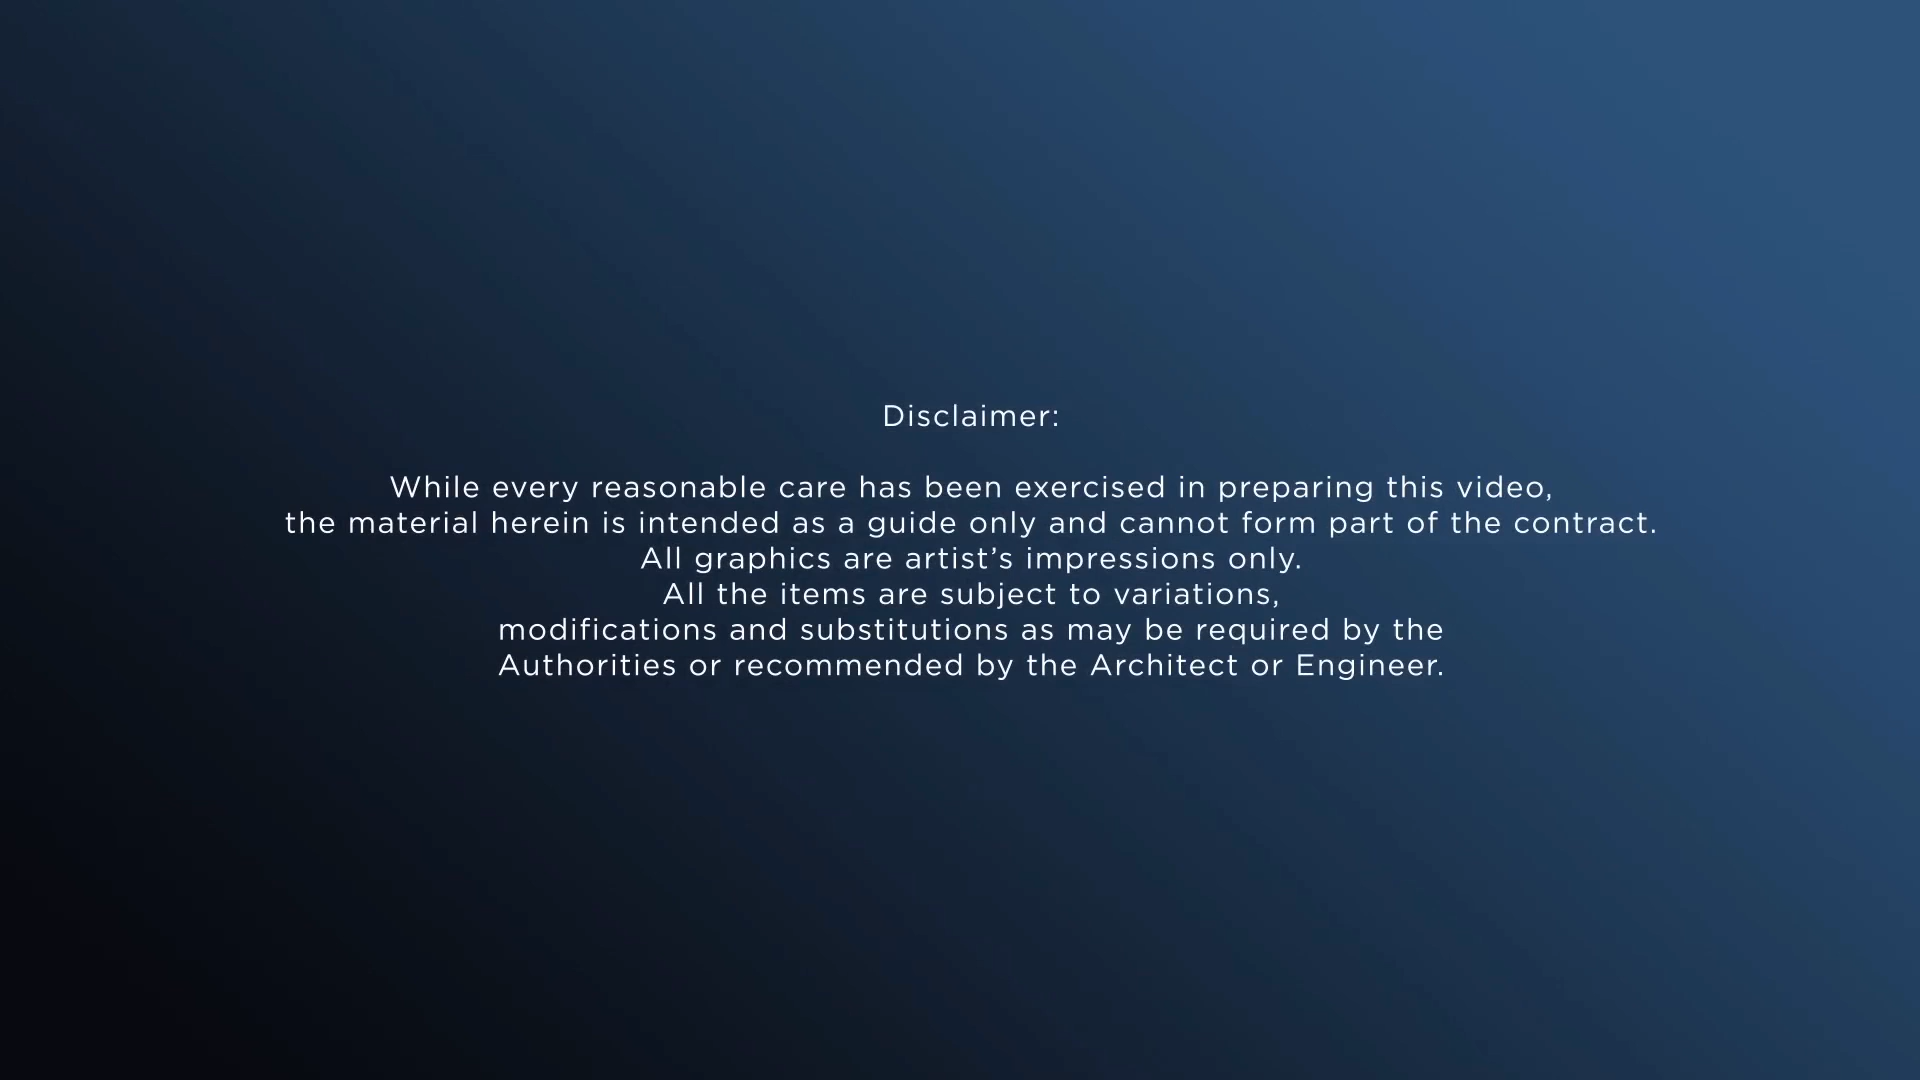 Disclaimer:
While every reasonable care has been exercised in preparing this video,
the material herein is intended as a guide only and cannot form part of the contract.
All graphics are artist’s impressions only.
All the items are subject to variations,
modifications and substitutions as may be required by the
Authorities or recommended by the Architect or Engineer.